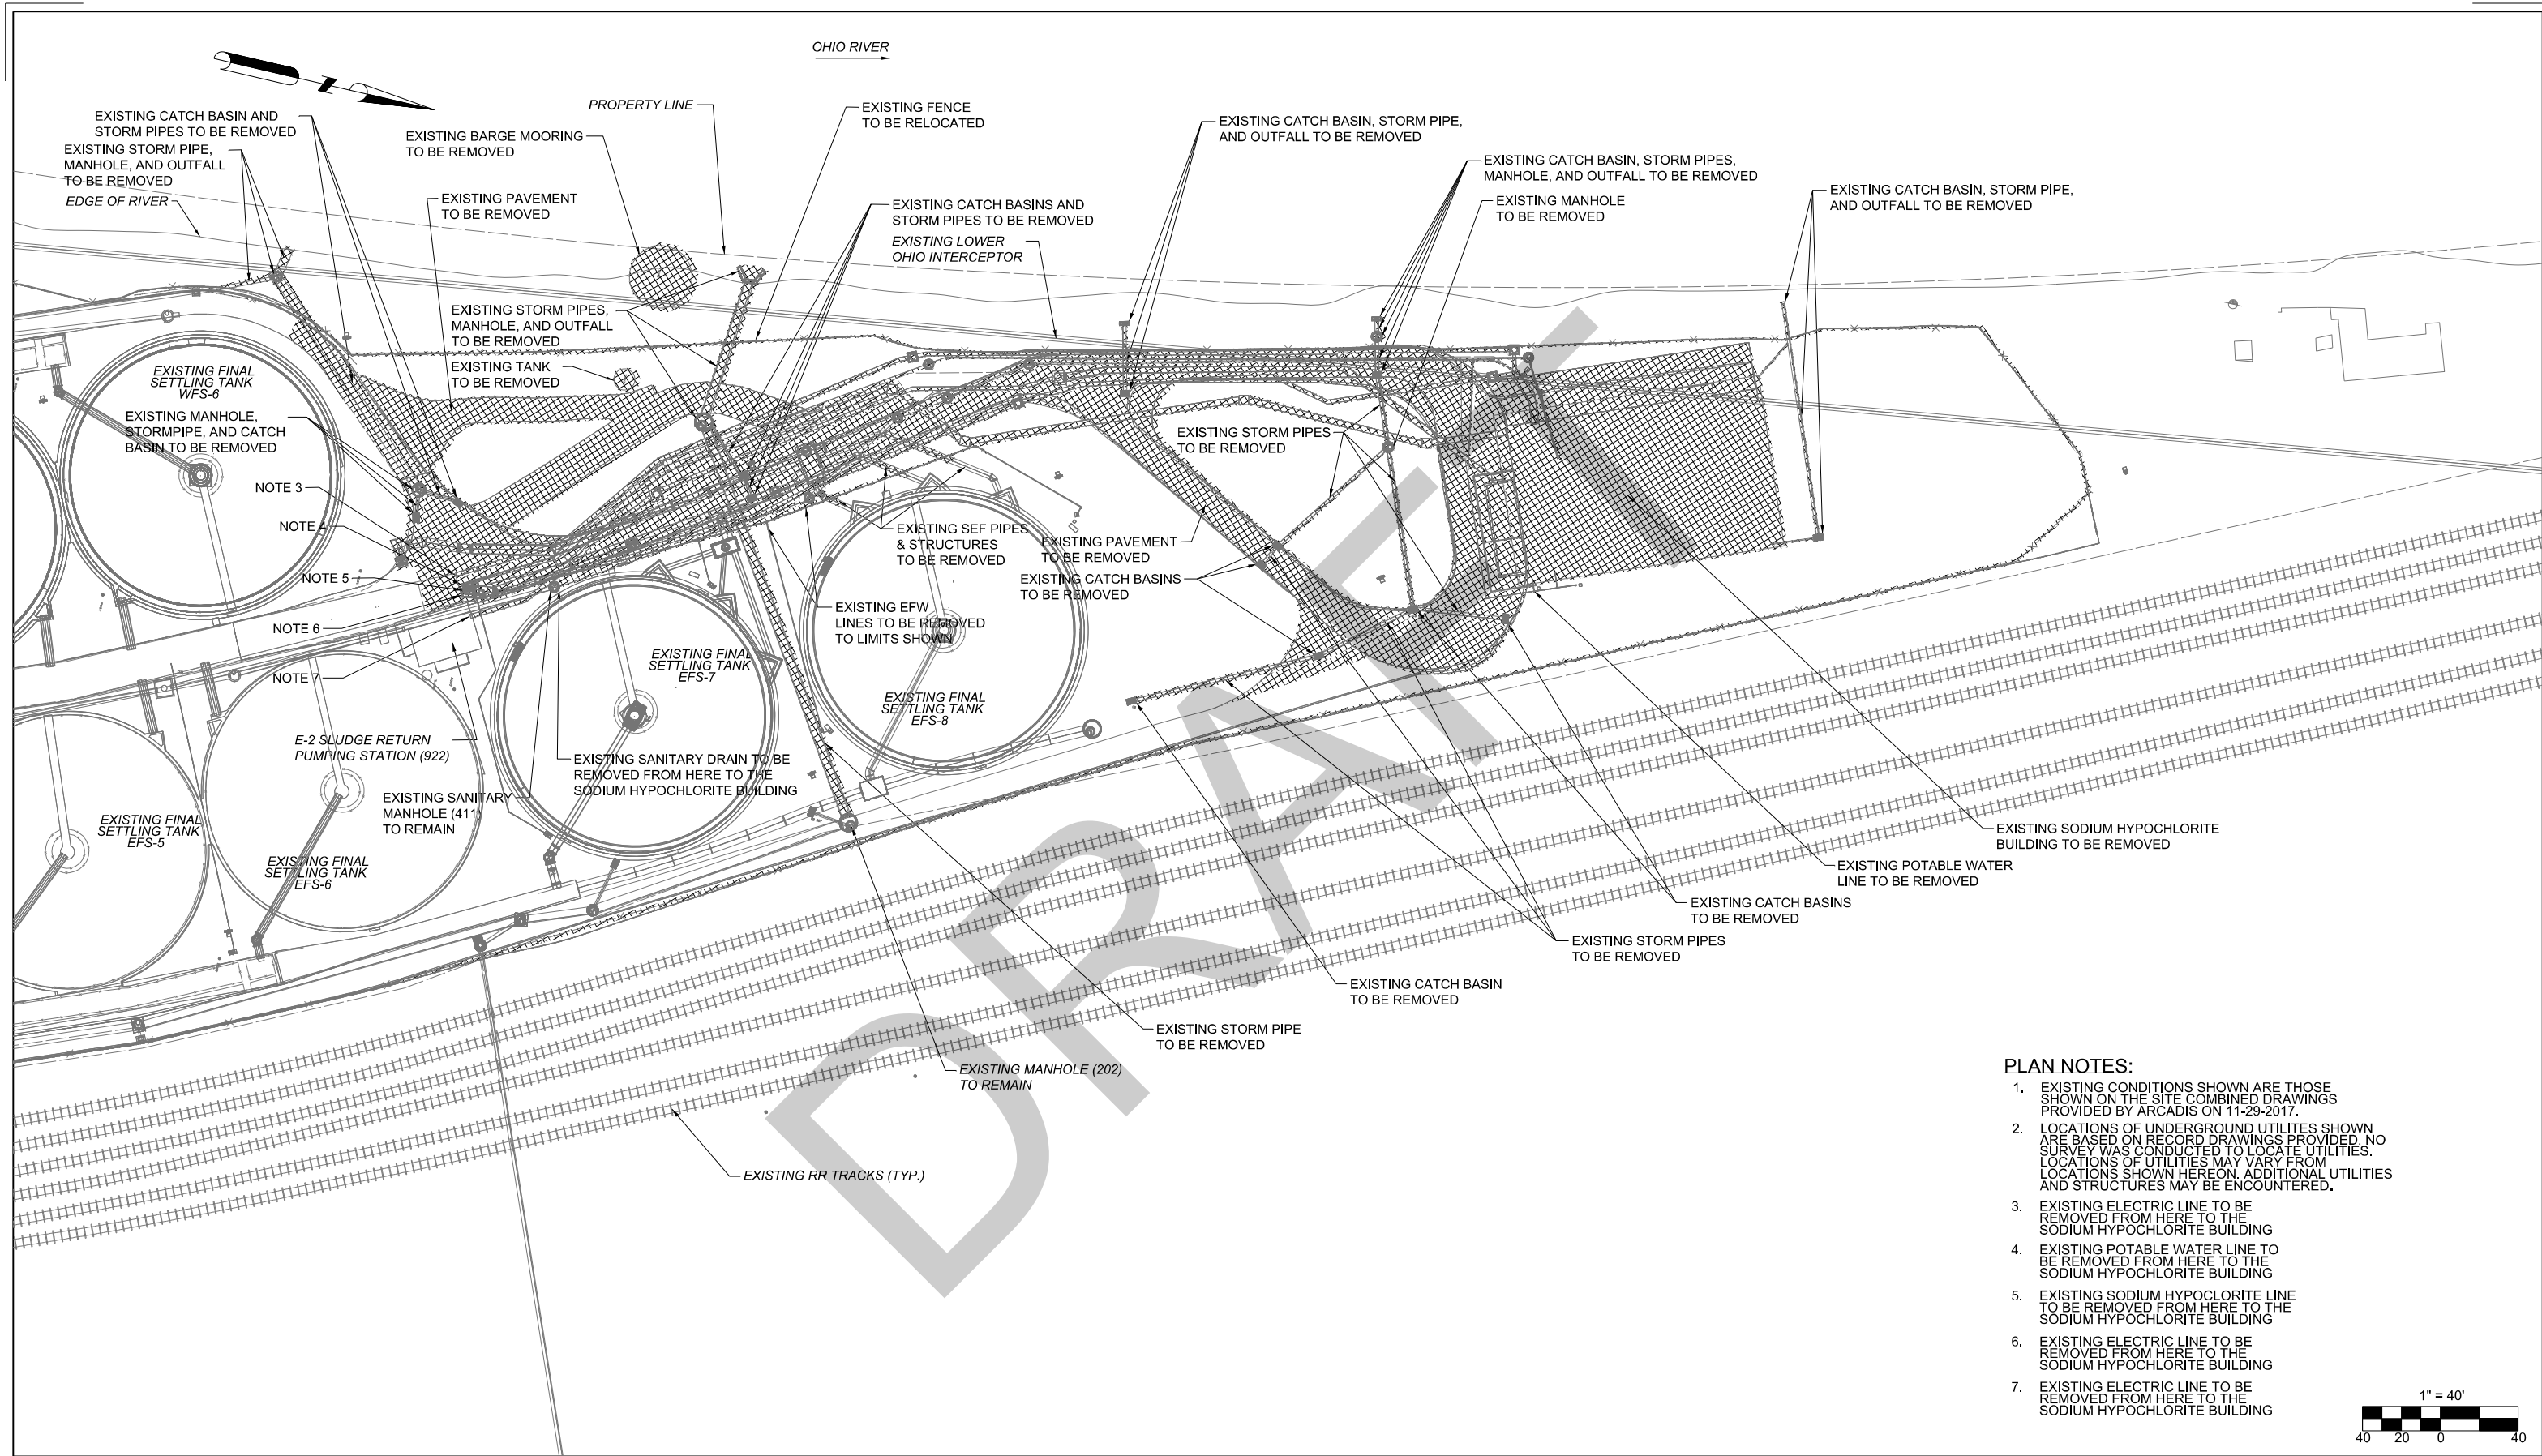 OHIO RIVER
PROPERTY LINE
EXISTING FENCE
TO BE RELOCATED
EXISTING CATCH BASIN AND
STORM PIPES TO BE REMOVED
EXISTING BARGE MOORING
TO BE REMOVED
EXISTING CATCH BASIN, STORM PIPE,
AND OUTFALL TO BE REMOVED
EXISTING STORM PIPE,
MANHOLE, AND OUTFALL
TO BE REMOVED
EXISTING CATCH BASIN, STORM PIPES,
MANHOLE, AND OUTFALL TO BE REMOVED
EDGE OF RIVER
EXISTING PAVEMENT
TO BE REMOVED
EXISTING CATCH BASINS AND
STORM PIPES TO BE REMOVED
EXISTING MANHOLE
TO BE REMOVED
EXISTING CATCH BASIN, STORM PIPE,
AND OUTFALL TO BE REMOVED
EXISTING LOWER
OHIO INTERCEPTOR
EXISTING STORM PIPES,
MANHOLE, AND OUTFALL
TO BE REMOVED
EXISTING TANK
TO BE REMOVED
EXISTING FINAL
SETTLING TANK
WFS-6
EXISTING MANHOLE,
STORMPIPE, AND CATCH
BASIN TO BE REMOVED
EXISTING STORM PIPES
TO BE REMOVED
NOTE 3
NOTE 4
NOTE 5
NOTE 6
NOTE 7
EXISTING SEF PIPES
& STRUCTURES
TO BE REMOVED
EXISTING PAVEMENT
TO BE REMOVED
EXISTING CATCH BASINS
TO BE REMOVED
EXISTING EFW
LINES TO BE REMOVED
TO LIMITS SHOWN
EXISTING FINAL
SETTLING TANK
EFS-7
EXISTING FINAL
SETTLING TANK
EFS-8
E-2 SLUDGE RETURN
PUMPING STATION (922)
EXISTING SANITARY DRAIN TO BE
REMOVED FROM HERE TO THE
SODIUM HYPOCHLORITE BUILDING
EXISTING SANITARY
MANHOLE (411)
TO REMAIN
EXISTING FINAL
SETTLING TANK
EFS-5
EXISTING FINAL
SETTLING TANK
EFS-6
EXISTING SODIUM HYPOCHLORITE
BUILDING TO BE REMOVED
EXISTING POTABLE WATER
LINE TO BE REMOVED
EXISTING CATCH BASINS
TO BE REMOVED
EXISTING STORM PIPES
TO BE REMOVED
EXISTING CATCH BASIN
TO BE REMOVED
EXISTING STORM PIPE
TO BE REMOVED
EXISTING MANHOLE (202)
TO REMAIN
EXISTING RR TRACKS (TYP.)
DRAFT
PLAN NOTES:
1. EXISTING CONDITIONS SHOWN ARE THOSE
SHOWN ON THE SITE COMBINED DRAWINGS
PROVIDED BY ARCADIS ON 11-29-2017.
2. LOCATIONS OF UNDERGROUND UTILITES SHOWN
ARE BASED ON RECORD DRAWINGS PROVIDED. NO
SURVEY WAS CONDUCTED TO LOCATE UTILITIES.
LOCATIONS OF UTILITIES MAY VARY FROM
LOCATIONS SHOWN HEREON. ADDITIONAL UTILITIES
AND STRUCTURES MAY BE ENCOUNTERED.
3. EXISTING ELECTRIC LINE TO BE
REMOVED FROM HERE TO THE
SODIUM HYPOCHLORITE BUILDING
4. EXISTING POTABLE WATER LINE TO
BE REMOVED FROM HERE TO THE
SODIUM HYPOCHLORITE BUILDING
5. EXISTING SODIUM HYPOCLORITE LINE
TO BE REMOVED FROM HERE TO THE
SODIUM HYPOCHLORITE BUILDING
6. EXISTING ELECTRIC LINE TO BE
REMOVED FROM HERE TO THE
SODIUM HYPOCHLORITE BUILDING
7. EXISTING ELECTRIC LINE TO BE
REMOVED FROM HERE TO THE
SODIUM HYPOCHLORITE BUILDING
1" = 40'
40 20 0 40